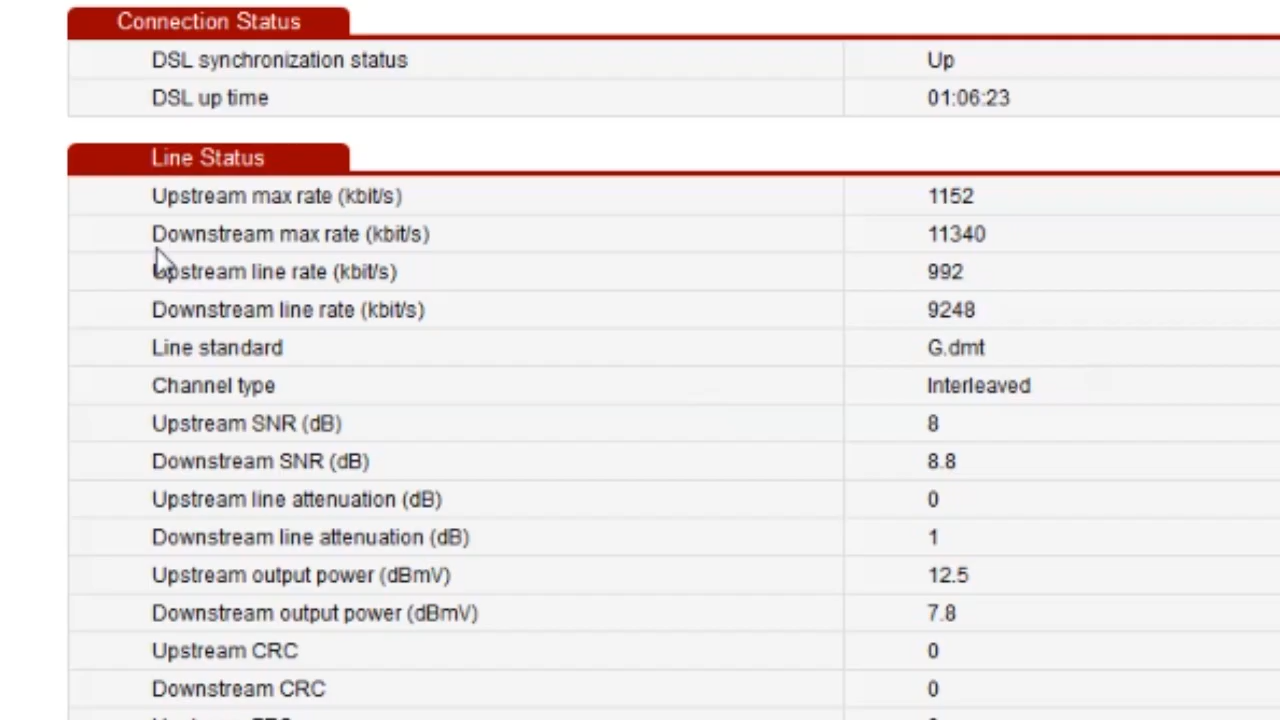 Connection Status
DSL synchronization status Up
DSL up time 01:06:23
Line Status
Upstream max rate (kbit/s) 1152
Downstream max rate (kbit/s) 11340
Upstream line rate (kbit/s) 992
Downstream line rate (kbit/s) 9248
Line standard G.dmt
Channel type Interleaved
Upstream SNR (dB) 8
Downstream SNR (dB) 8.8
Upstream line attenuation (dB) 0
Downstream line attenuation (dB) 1
Upstream output power (dBmV) 12.5
Downstream output power (dBmV) 7.8
Upstream CRC 0
Downstream CRC 0